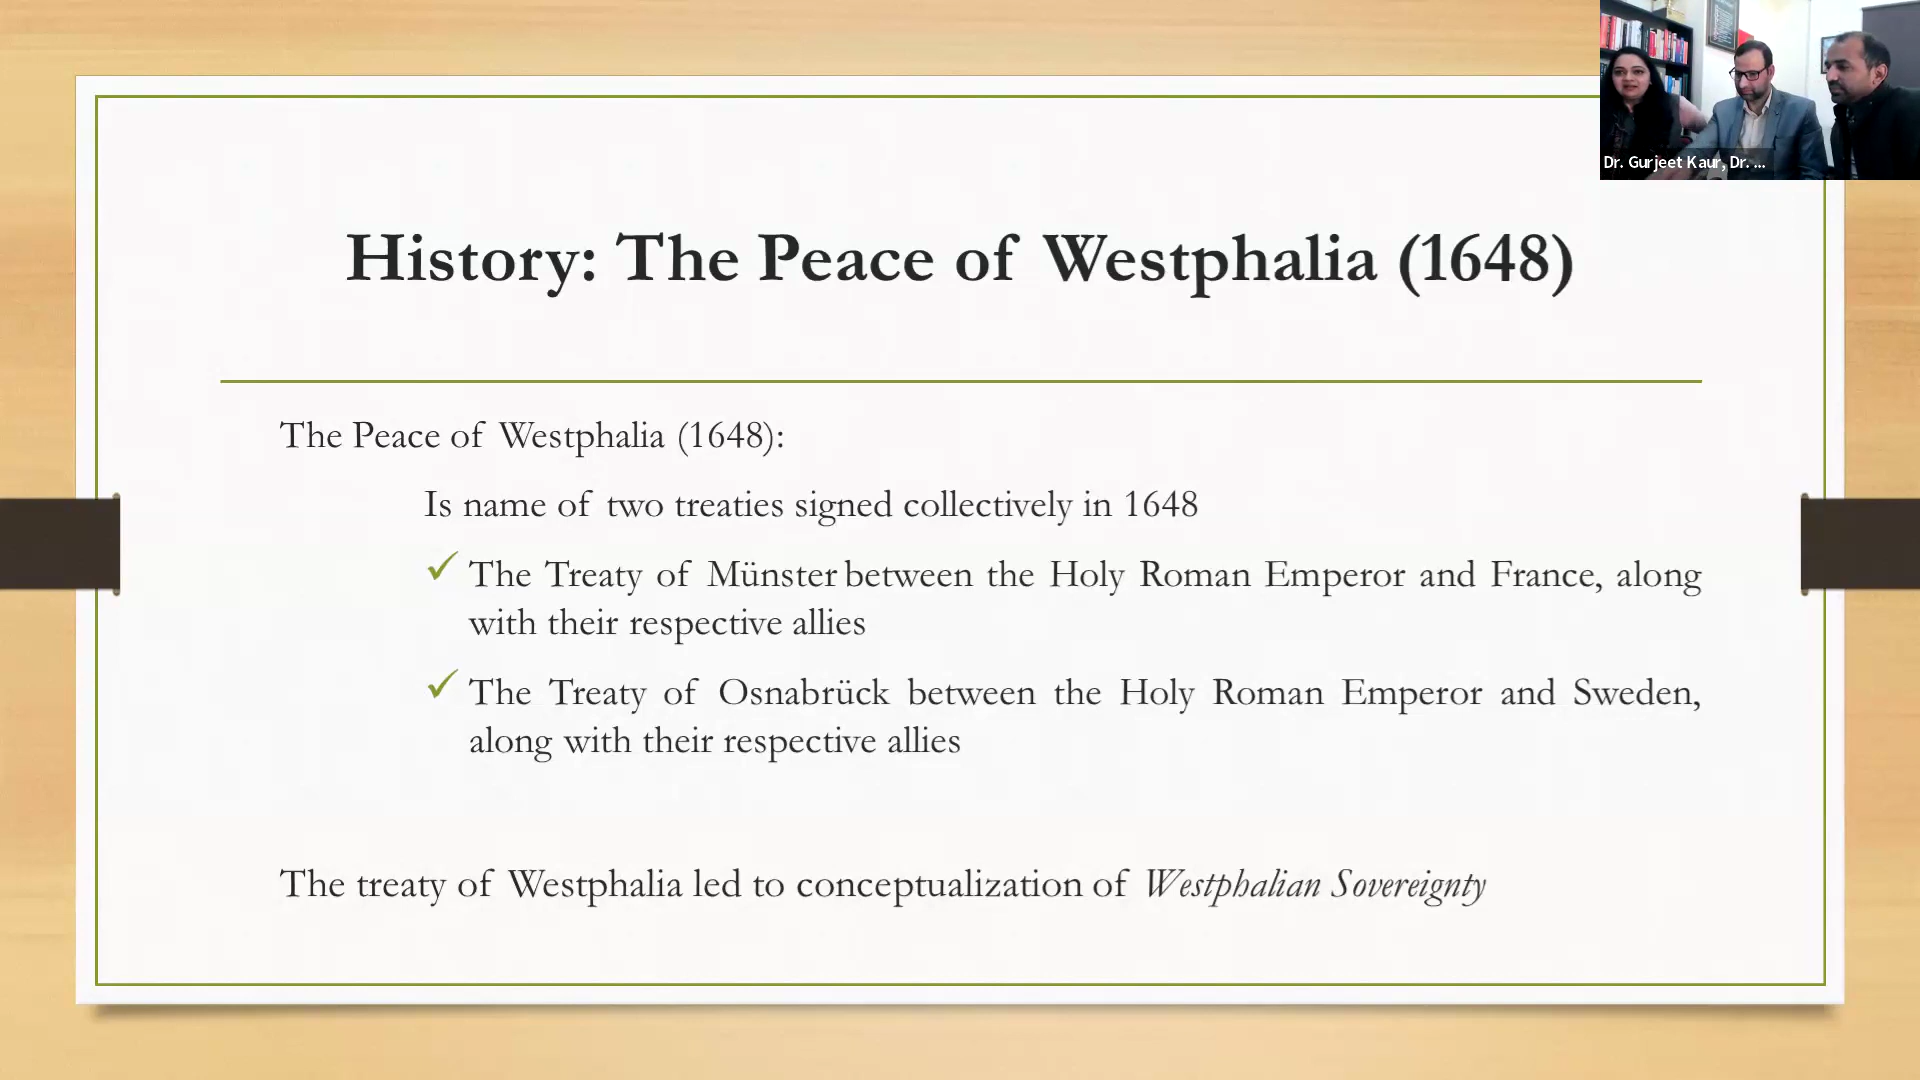 Dr. Gurjeet Kaur, Dr. ...
History: The Peace of Westphalia (1648)
The Peace of Westphalia (1648):
Is name of two treaties signed collectively in 1648
The Treaty of Münster between the Holy Roman Emperor and France, along
with their respective allies
The Treaty of Osnabrück between the Holy Roman Emperor and Sweden,
along with their respective allies
The treaty of Westphalia led to conceptualization of Westphalian Sovereignty